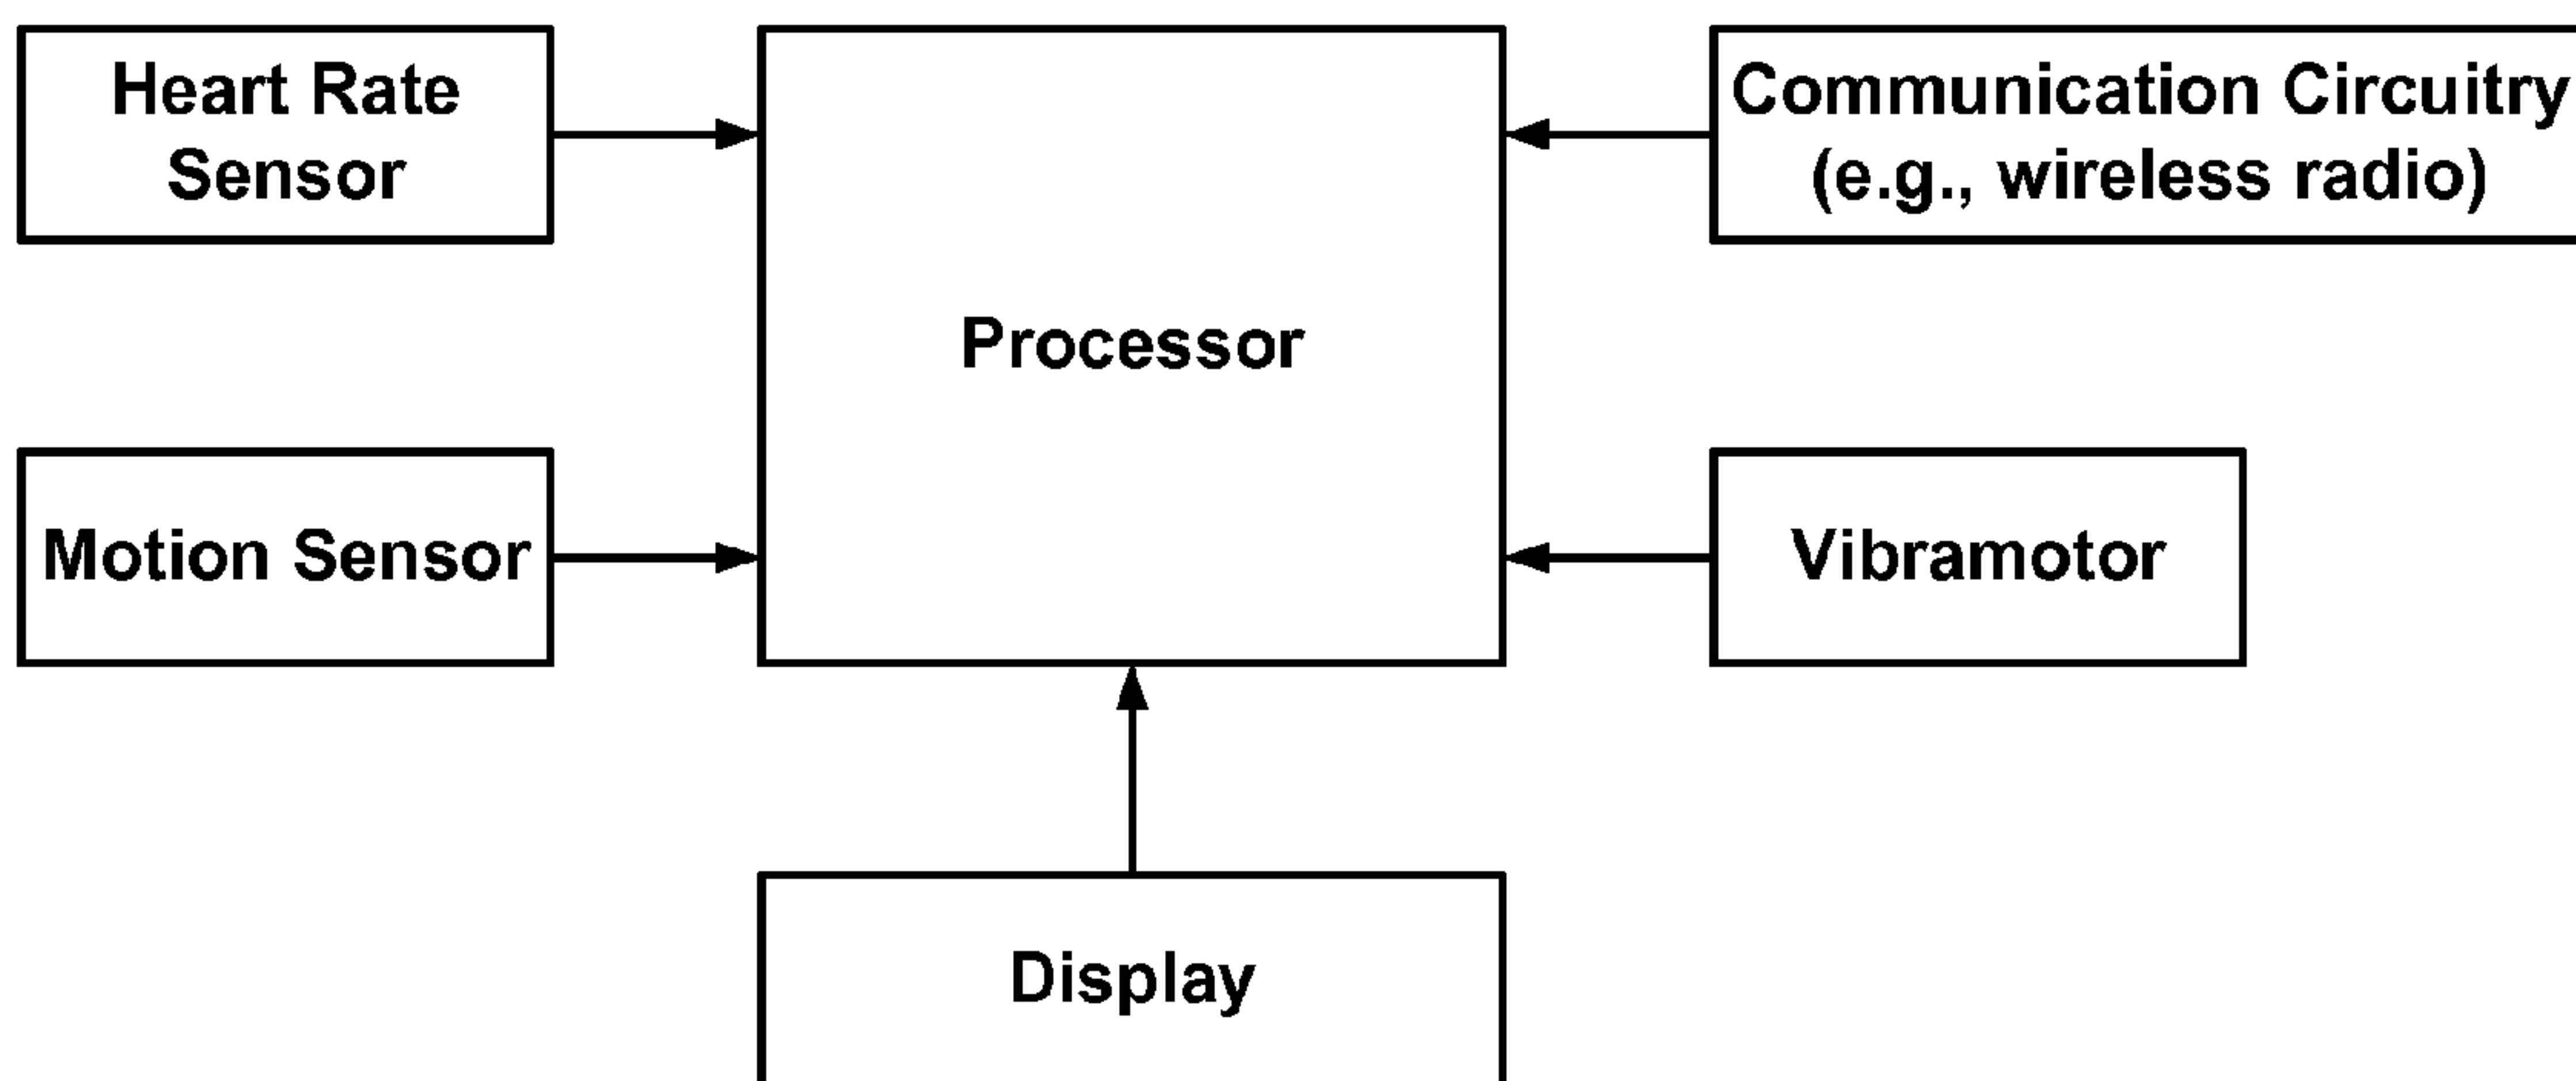 Heart Rate
Sensor
Processor
Communication Circuitry
(e.g., wireless radio)
Motion Sensor
Vibramotor
Display